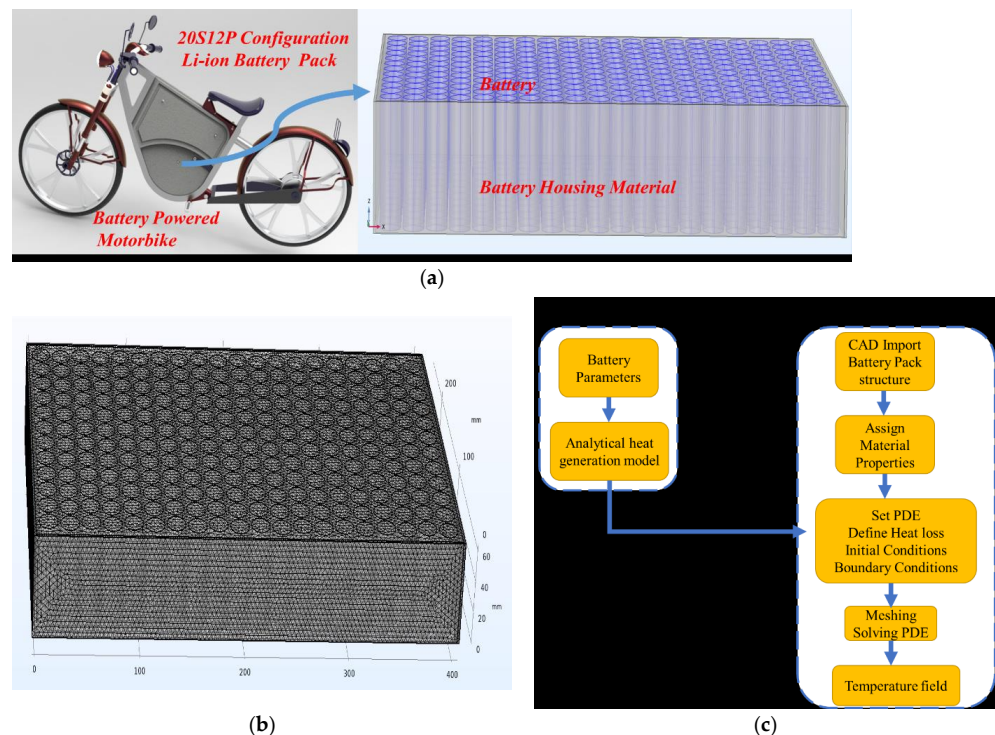 20S12P Configuration
Li-ion Battery Pack
Battery
Battery Housing Material
Battery Powered
Motorbike
z
x
(a)
200
mm
100
0
60
40
20
mm
0
0
100
200
300
400
(b)
Battery
Parameters
Analytical heat
generation model
CAD Import
Battery Pack
structure
Assign
Material
Properties
Set PDE
Define Heat loss
Initial Conditions
Boundary Conditions
Meshing
Solving PDE
Temperature field
(c)